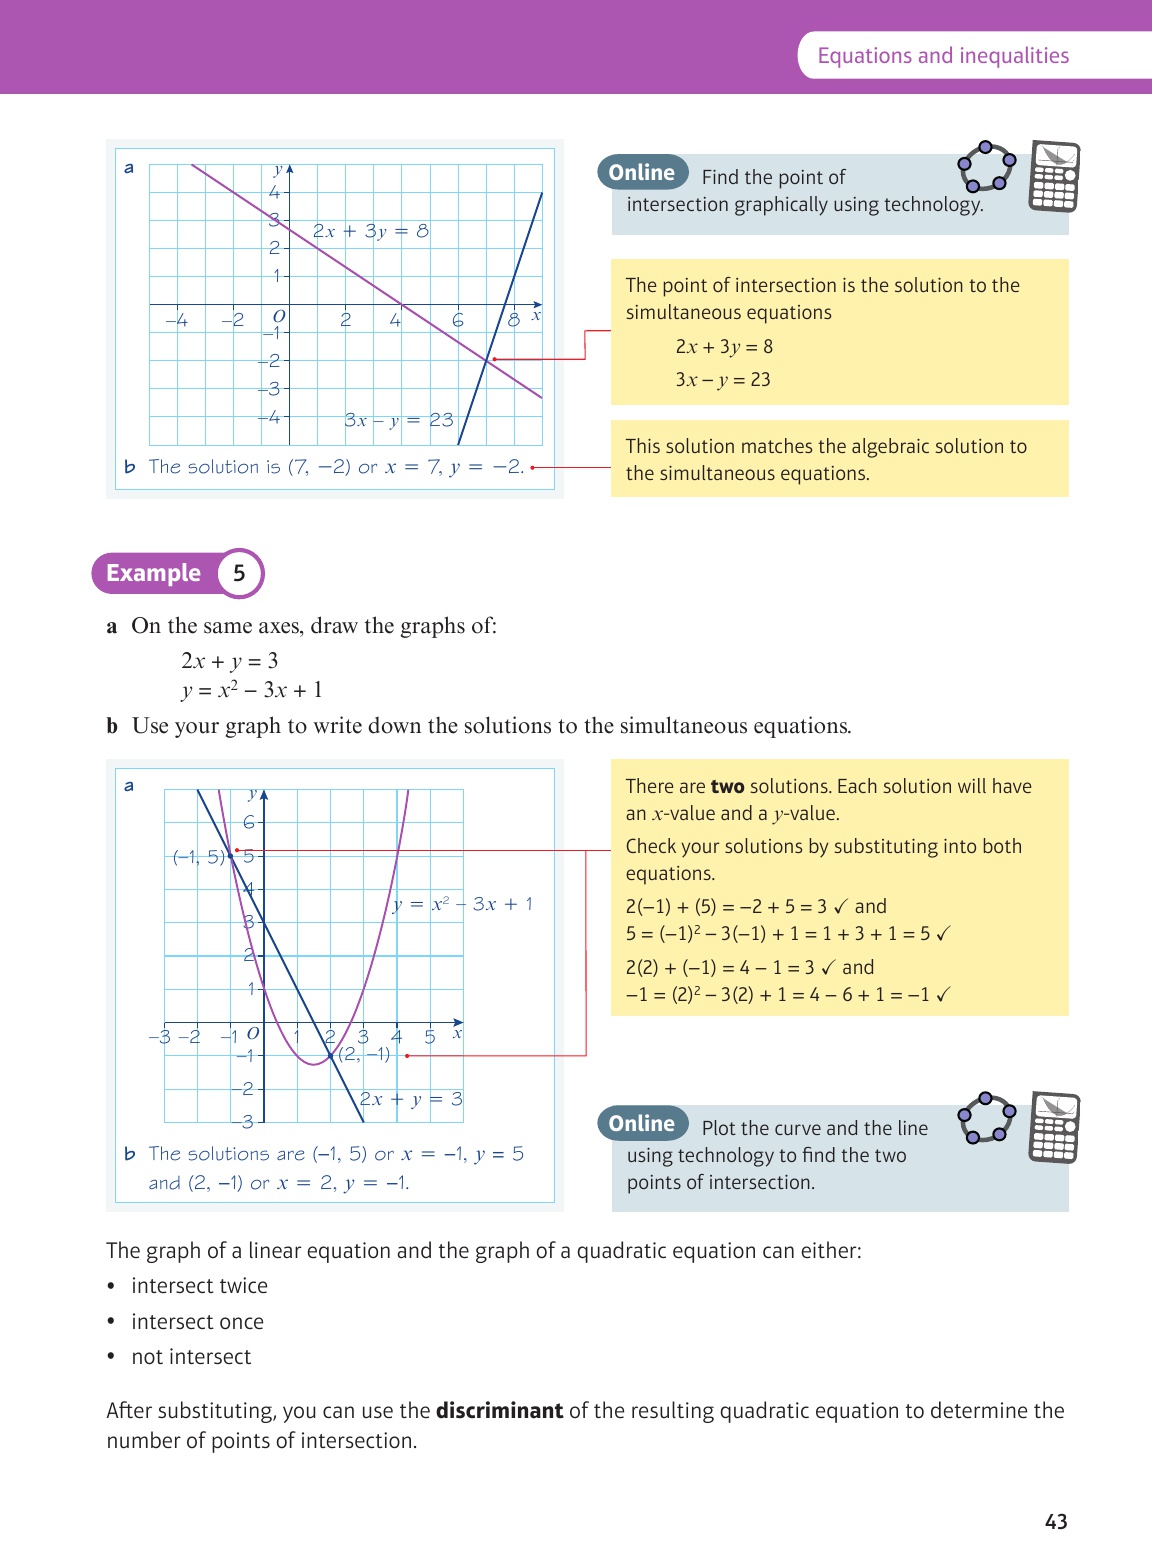 Equations and inequalities
a
y
4
3
2
1
2x + 3y = 8
–4 –2 O 2 4 6 8 x
–1
–2
–3
–4
3x – y = 23
b The solution is (7, –2) or x = 7, y = –2.
Online Find the point of
intersection graphically using technology.
The point of intersection is the solution to the
simultaneous equations
2x + 3y = 8
3x – y = 23
This solution matches the algebraic solution to
the simultaneous equations.
Example 5
a On the same axes, draw the graphs of:
2x + y = 3
y = x² – 3x + 1
b Use your graph to write down the solutions to the simultaneous equations.
a
y
6
(–1, 5) 5
4
y = x² – 3x + 1
3
2
1
–3 –2 –1 O 1 2 3 4 5 x
–1 (2, –1)
–2
2x + y = 3
–3
b The solutions are (–1, 5) or x = –1, y = 5
and (2, –1) or x = 2, y = –1.
There are two solutions. Each solution will have
an x-value and a y-value.
Check your solutions by substituting into both
equations.
2(–1) + (5) = –2 + 5 = 3 ✓ and
5 = (–1)² – 3(–1) + 1 = 1 + 3 + 1 = 5 ✓
2(2) + (–1) = 4 – 1 = 3 ✓ and
–1 = (2)² – 3(2) + 1 = 4 – 6 + 1 = –1 ✓
Online Plot the curve and the line
using technology to find the two
points of intersection.
The graph of a linear equation and the graph of a quadratic equation can either:
• intersect twice
• intersect once
• not intersect
After substituting, you can use the discriminant of the resulting quadratic equation to determine the
number of points of intersection.
43